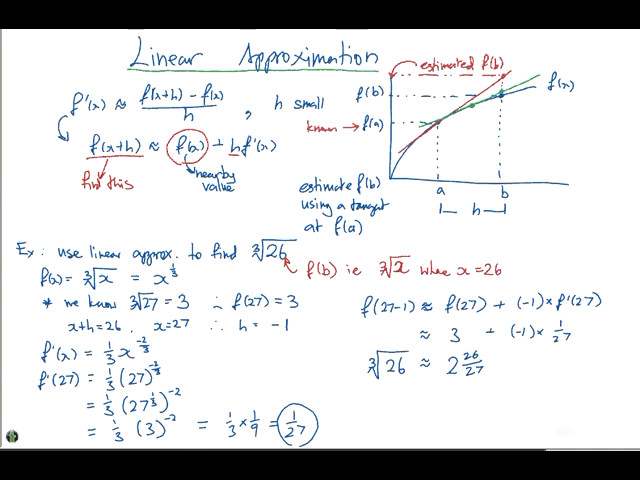 Linear Approximation
f'(x) ≈ (f(x+h) - f(x))/h , h small
f(x+h) ≈ f(x) + hf'(x)
find this
nearby value
estimated f(b)
f(b)
f(x)
known → f(a)
a
b
h
estimate f(b)
using a tangent
at f(a)
Ex: use linear approx. to find ∛26
f(b) ie ∛x where x = 26
f(x) = ∛x = x^(1/3)
* we know ∛27 = 3 ∴ f(27) = 3
x+h = 26, x = 27 ∴ h = -1
f'(x) = 1/3 x^(-2/3)
f'(27) = 1/3 (27)^(-2/3)
= 1/3 (27^(1/3))^(-2)
= 1/3 (3)^(-2) = 1/3 × 1/9 = 1/27
f(27-1) ≈ f(27) + (-1) × f'(27)
≈ 3 + (-1) × 1/27
∛26 ≈ 2 26/27